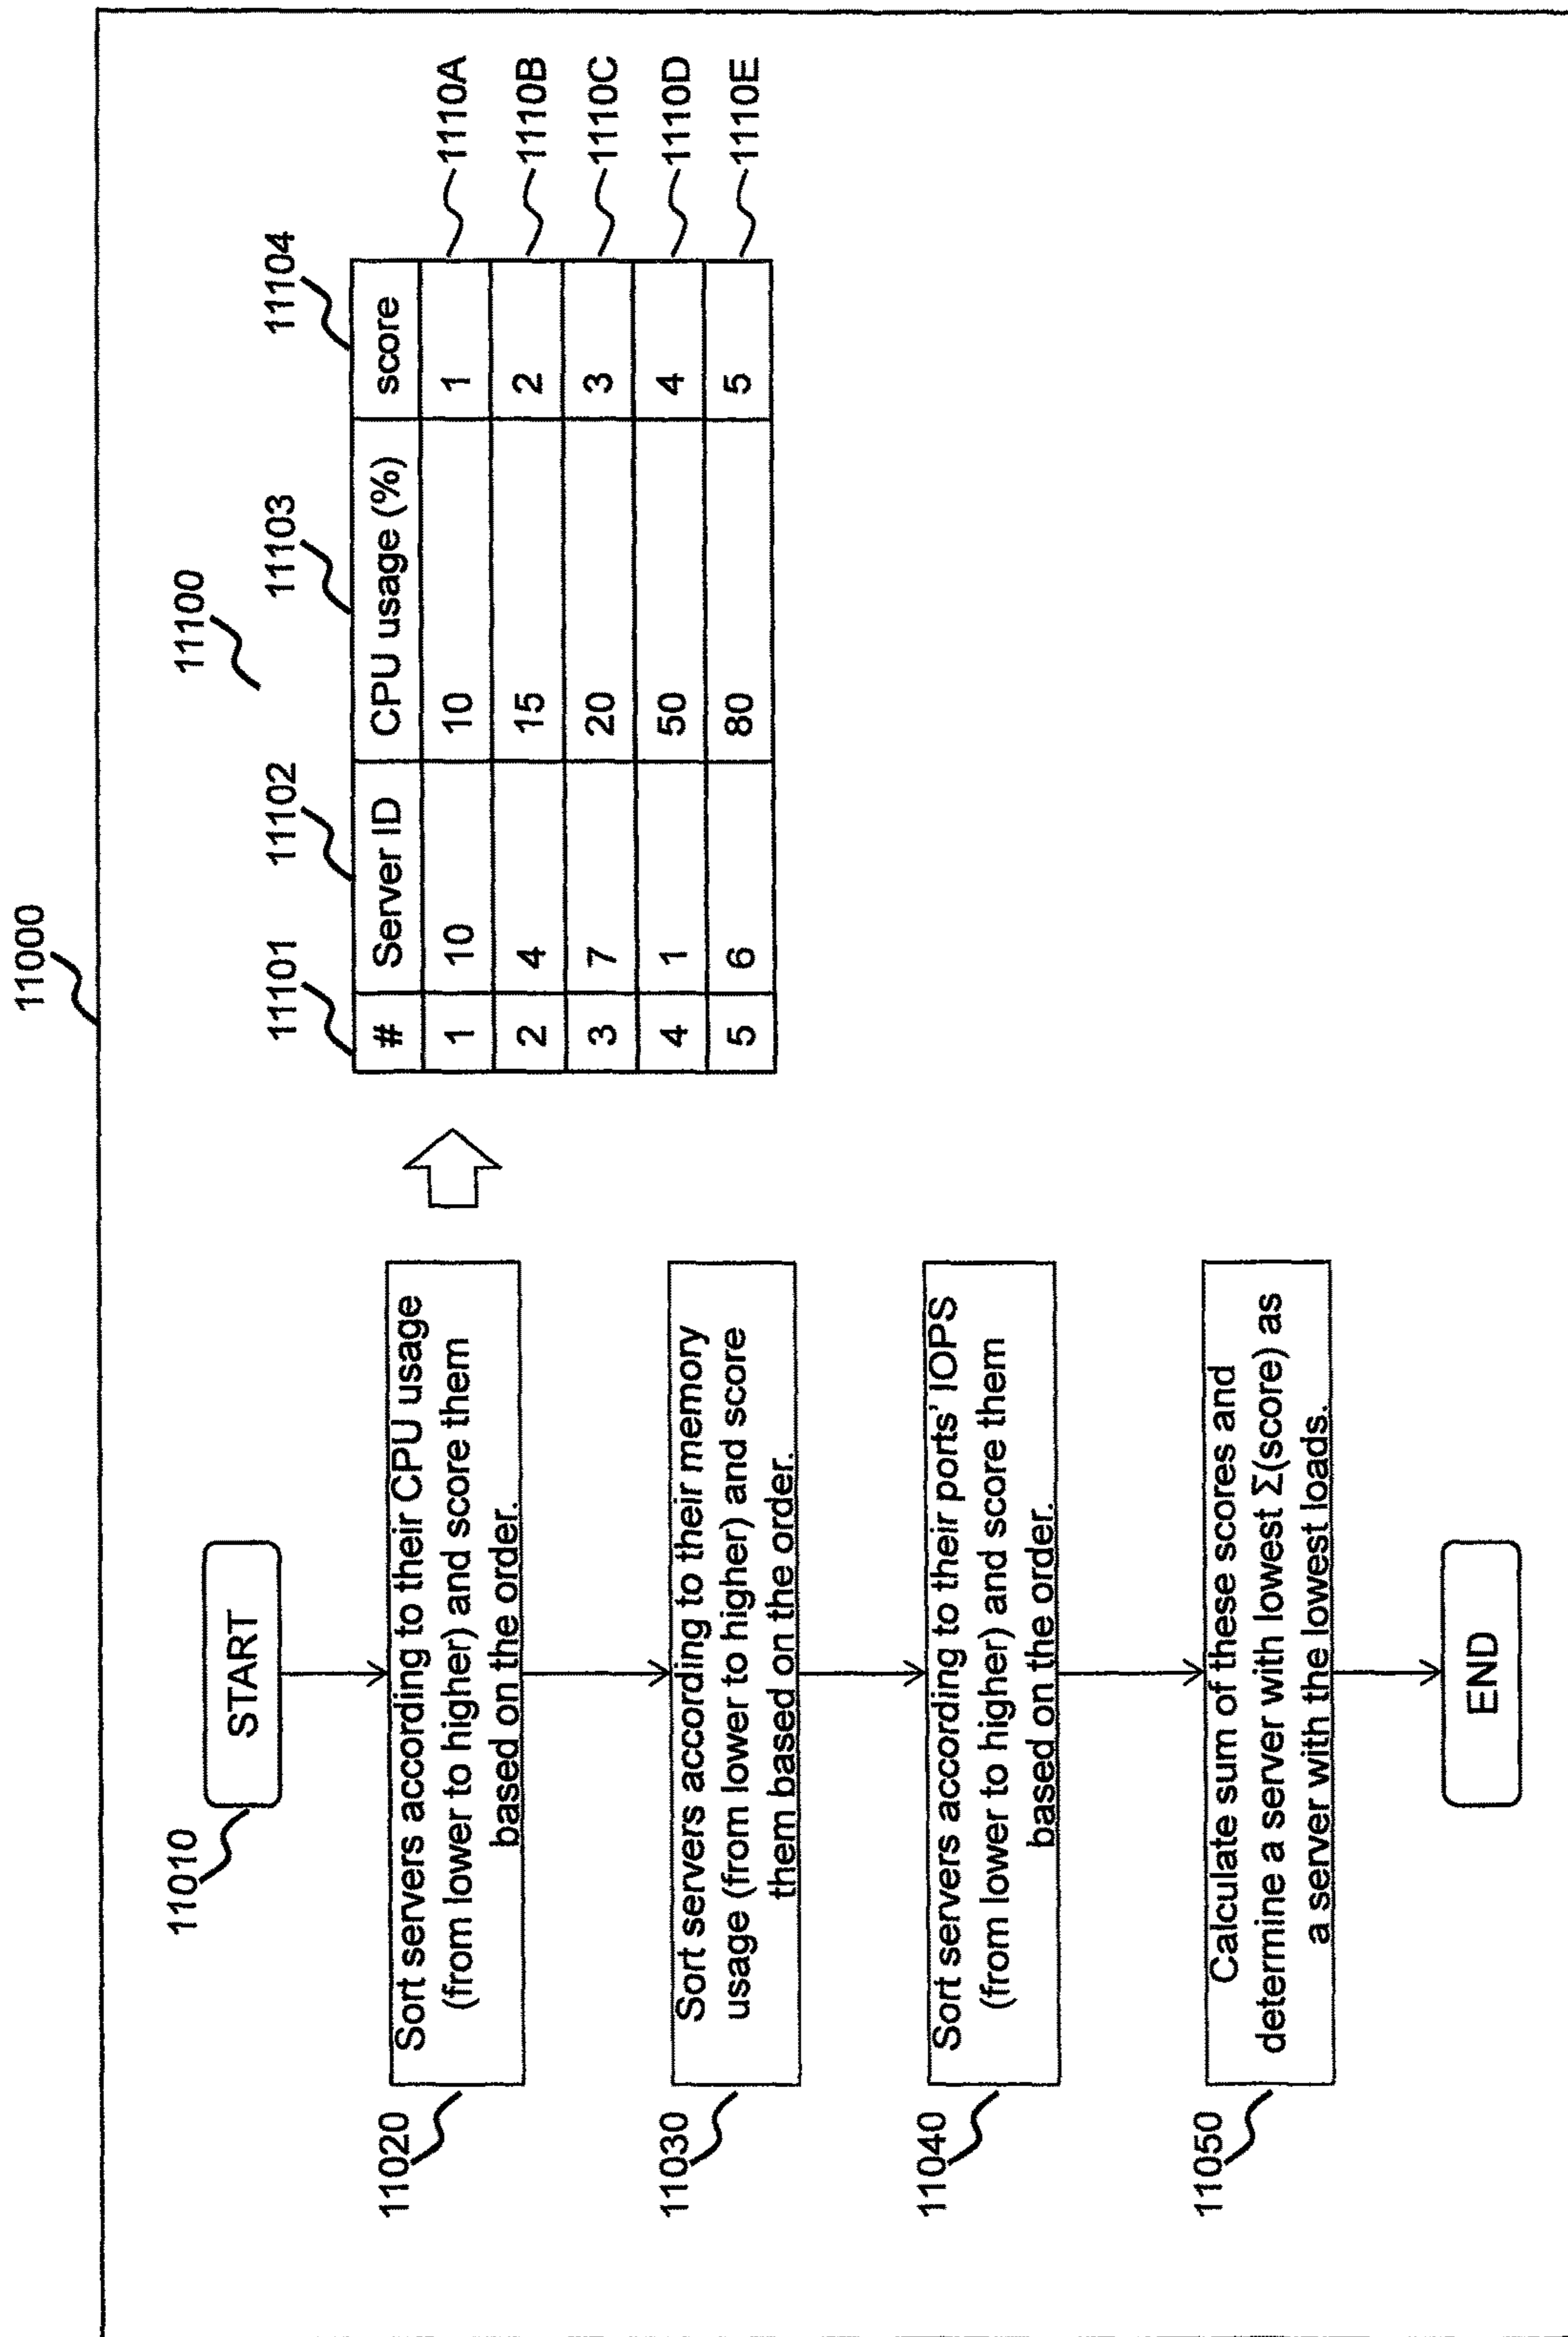 11000
11010
START
11020
Sort servers according to their CPU usage
(from lower to higher) and score them
based on the order.
11030
Sort servers according to their memory
usage (from lower to higher) and score
them based on the order.
11040
Sort servers according to their ports' IOPS
(from lower to higher) and score them
based on the order.
11050
Calculate sum of these scores and
determine a server with lowest Σ(score) as
a server with the lowest loads.
END
11100
11101 11102 11103 11104
# Server ID CPU usage (%) score
1 10 10 1 1110A
2 4 15 2 1110B
3 7 20 3 1110C
4 1 50 4 1110D
5 6 80 5 1110E